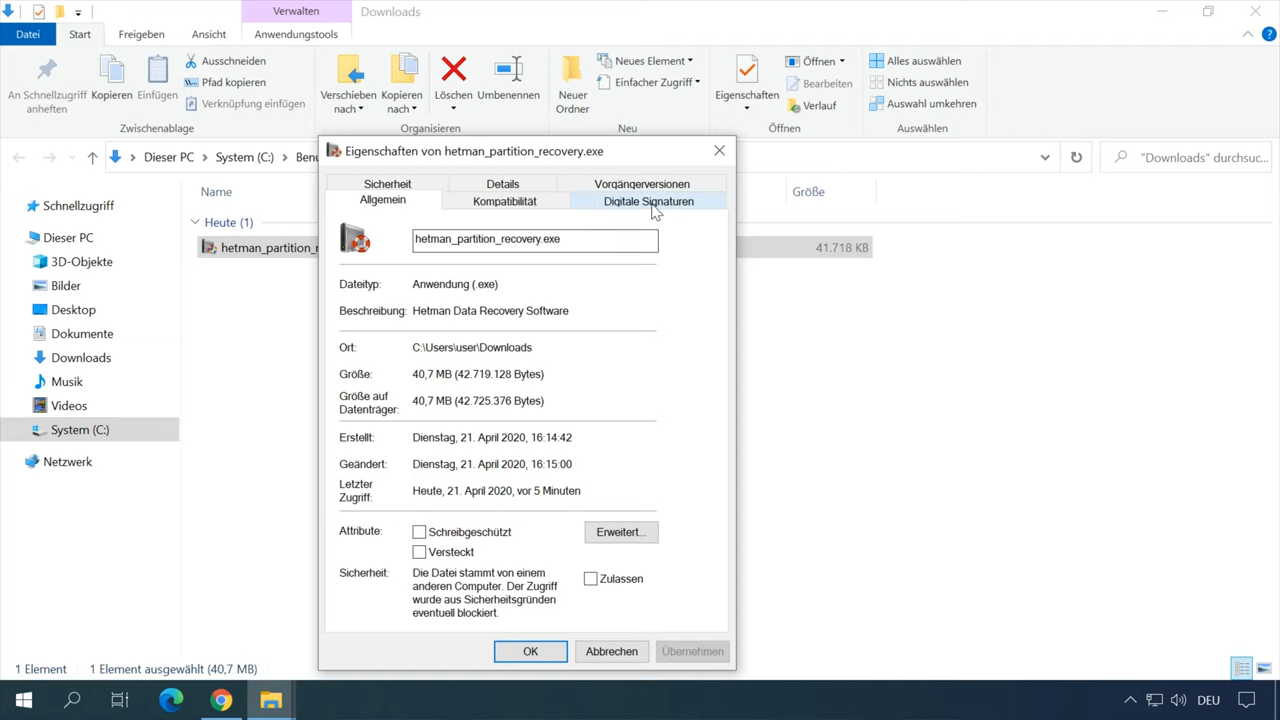 Verwalten
Downloads
Datei
Start
Freigeben
Ansicht
Anwendungstools
An Schnellzugriff
anheften
Kopieren
Einfügen
Ausschneiden
Pfad kopieren
Verknüpfung einfügen
Zwischenablage
Verschieben
nach
Kopieren
nach
Löschen
Umbenennen
Organisieren
Neuer
Ordner
Neues Element
Einfacher Zugriff
Neu
Eigenschaften
Öffnen
Bearbeiten
Verlauf
Öffnen
Alles auswählen
Nichts auswählen
Auswahl umkehren
Auswählen
Dieser PC
System (C:)
Benu
"Downloads" durchsuc...
Name
Größe
Heute (1)
hetman_partition_r
41.718 KB
Schnellzugriff
Dieser PC
3D-Objekte
Bilder
Desktop
Dokumente
Downloads
Musik
Videos
System (C:)
Netzwerk
Eigenschaften von hetman_partition_recovery.exe
Sicherheit
Details
Vorgängerversionen
Allgemein
Kompatibilität
Digitale Signaturen
hetman_partition_recovery.exe
Dateityp: Anwendung (.exe)
Beschreibung: Hetman Data Recovery Software
Ort: C:\Users\user\Downloads
Größe: 40,7 MB (42.719.128 Bytes)
Größe auf
Datenträger: 40,7 MB (42.725.376 Bytes)
Erstellt: Dienstag, 21. April 2020, 16:14:42
Geändert: Dienstag, 21. April 2020, 16:15:00
Letzter
Zugriff: Heute, 21. April 2020, vor 5 Minuten
Attribute: Schreibgeschützt
Erweitert...
Versteckt
Sicherheit: Die Datei stammt von einem
anderen Computer. Der Zugriff
wurde aus Sicherheitsgründen
eventuell blockiert.
Zulassen
OK
Abbrechen
Übernehmen
1 Element
1 Element ausgewählt (40,7 MB)
DEU